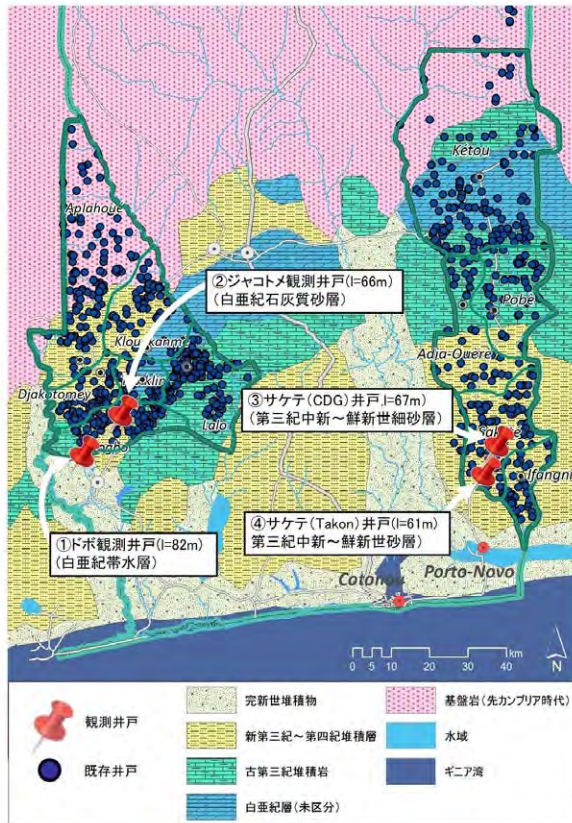 Kétou
Aplahoue
②ジャコトメ観測井戸(l=66m)
(白亜紀石灰質砂層)
Pobè
Adja-Ouèrè
Djakotomey
③サケテ(CDG)井戸,l=67m)
(第三紀中新～鮮新世細砂層)
Lalo
Ifangni
④サケテ(Takon)井戸(l=61m)
第三紀中新～鮮新世砂層)
①ドボ観測井戸(l=82m)
(白亜紀帯水層)
Cotonou
Porto-Novo
km
0 5 10 20 30 40
N
観測井戸
既存井戸
完新世堆積物
新第三紀～第四紀堆積層
古第三紀堆積岩
白亜紀層(未区分)
基盤岩(先カンブリア時代)
水域
ギニア湾